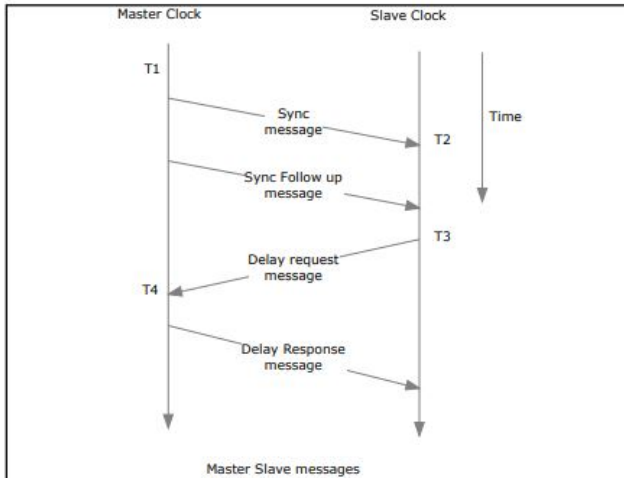 Master Clock
Slave Clock
T1
Sync
message
Time
T2
Sync Follow up
message
T3
Delay request
message
T4
Delay Response
message
Master Slave messages